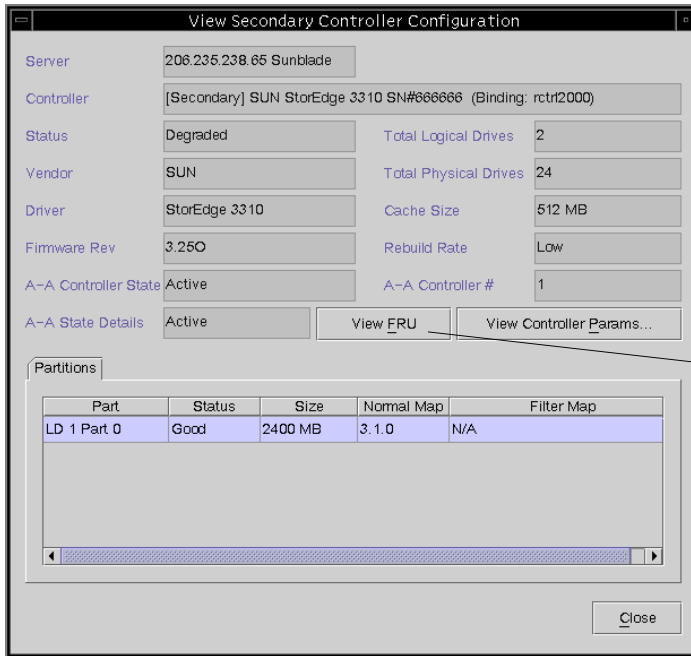 View Secondary Controller Configuration
Server 206.235.238.65 Sunblade
Controller [Secondary] SUN StorEdge 3310 SN#666666 (Binding: rctrl2000)
Status Degraded Total Logical Drives 2
Vendor SUN Total Physical Drives 24
Driver StorEdge 3310 Cache Size 512 MB
Firmware Rev 3.25O Rebuild Rate Low
A-A Controller State Active A-A Controller # 1
A-A State Details Active View FRU View Controller Params...
Partitions
Part Status Size Normal Map Filter Map
LD 1 Part 0 Good 2400 MB 3.1.0 N/A
Close